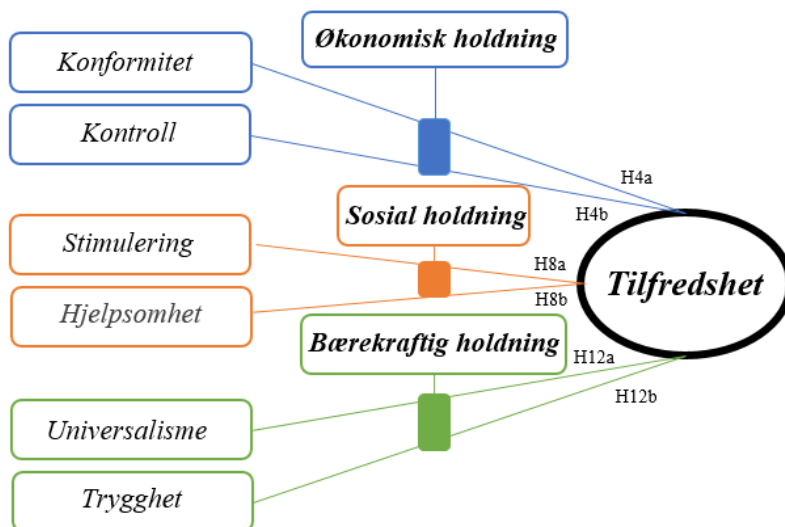 Økonomisk holdning
Konformitet
Kontroll
H4a
H4b
Sosial holdning
Stimulering
H8a
Hjelpsomhet
H8b
Tilfredshet
Bærekraftig holdning
H12a
H12b
Universalisme
Trygghet